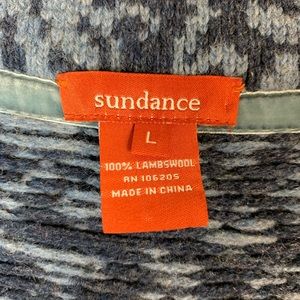 sundance
L
100% LAMBSWOOL
RN 106205
MADE IN CHINA